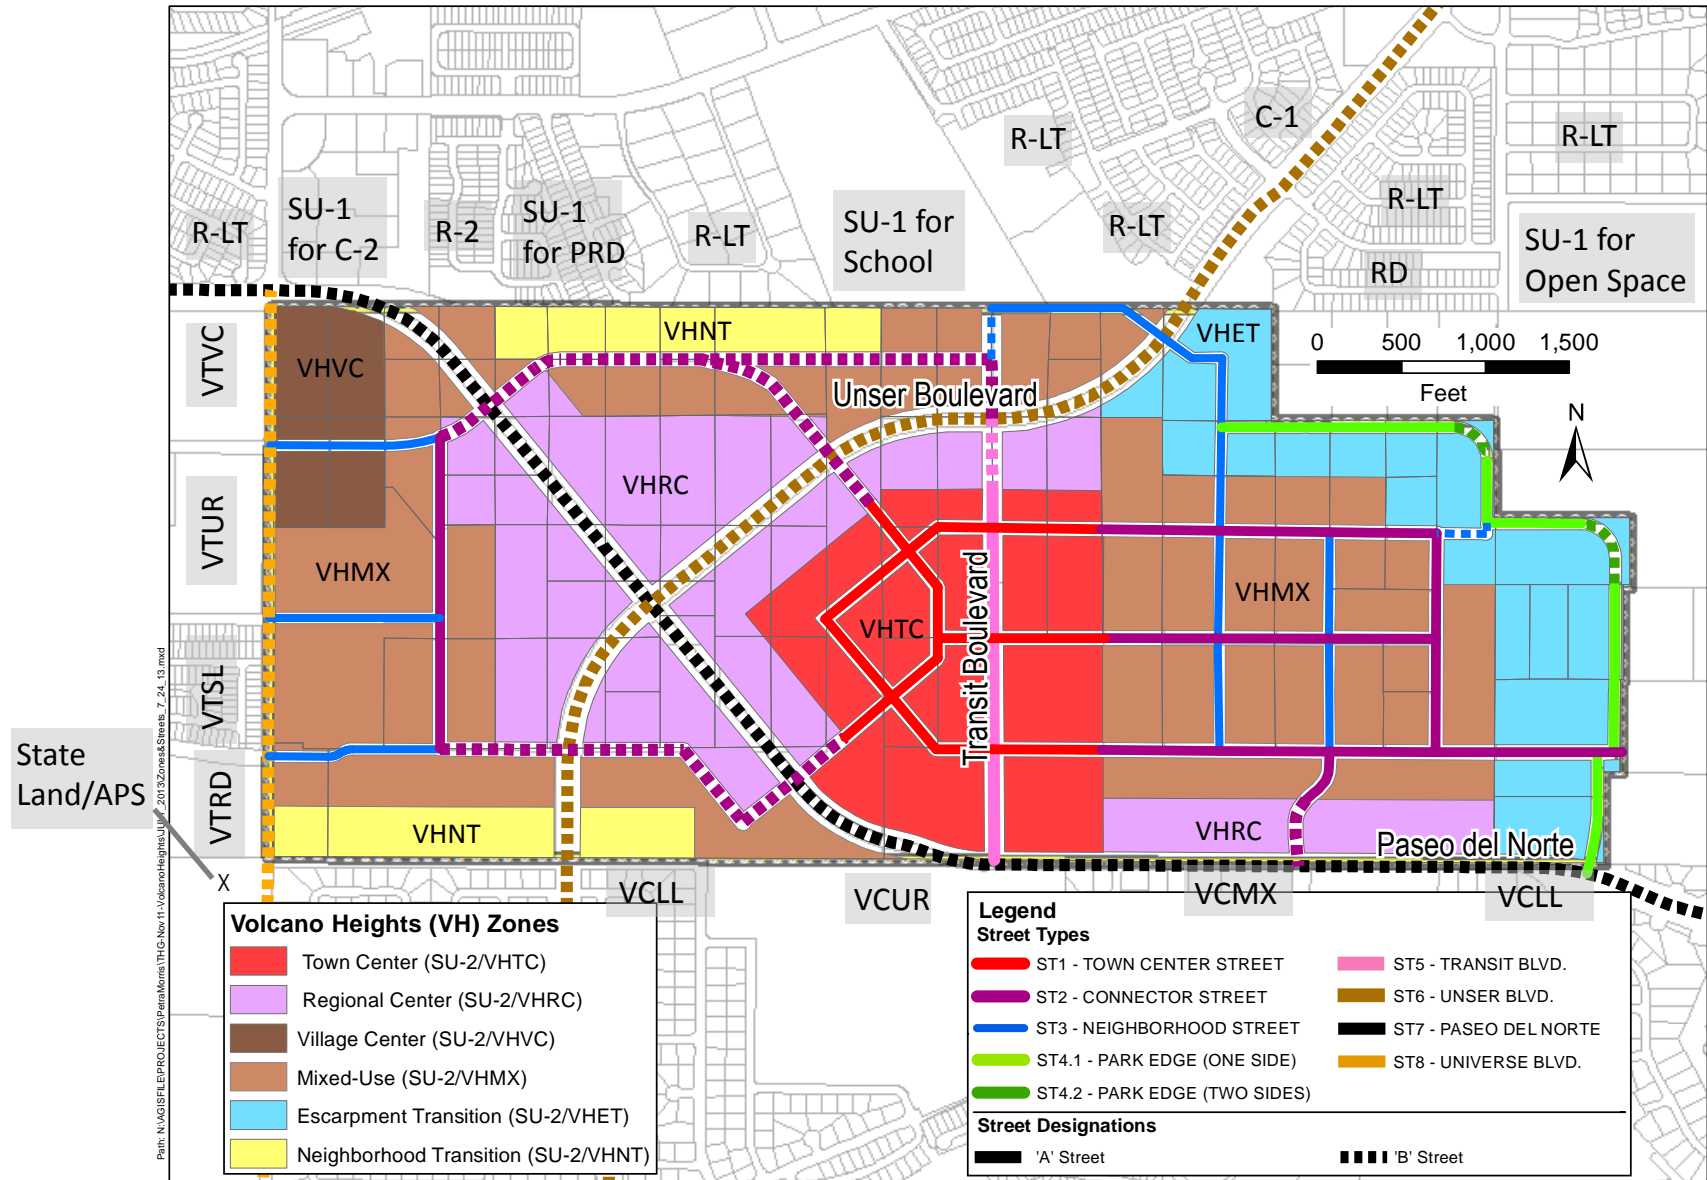 C-1
R-LT
R-LT
R-LT
SU-1
for C-2
R-LT
R-2
SU-1
for PRD
R-LT
SU-1 for
School
R-LT
RD
SU-1 for
Open Space
VTVC
VHVC
VHNT
VHET
0 500 1,000 1,500
Feet
Unser Boulevard
N
VTUR
VHRC
VHMX
VHMX
VHTC
Transit Boulevard
VTSL
State
Land/APS
VTRD
VHNT
VHRC
Paseo del Norte
X
VCLL
VCUR
VCMX
VCLL
Volcano Heights (VH) Zones
Town Center (SU-2/VHTC)
Regional Center (SU-2/VHRC)
Village Center (SU-2/VHVC)
Mixed-Use (SU-2/VHMX)
Escarpment Transition (SU-2/VHET)
Neighborhood Transition (SU-2/VHNT)
Legend
Street Types
ST1 - TOWN CENTER STREET
ST2 - CONNECTOR STREET
ST3 - NEIGHBORHOOD STREET
ST4.1 - PARK EDGE (ONE SIDE)
ST4.2 - PARK EDGE (TWO SIDES)
ST5 - TRANSIT BLVD.
ST6 - UNSER BLVD.
ST7 - PASEO DEL NORTE
ST8 - UNIVERSE BLVD.
Street Designations
'A' Street
'B' Street